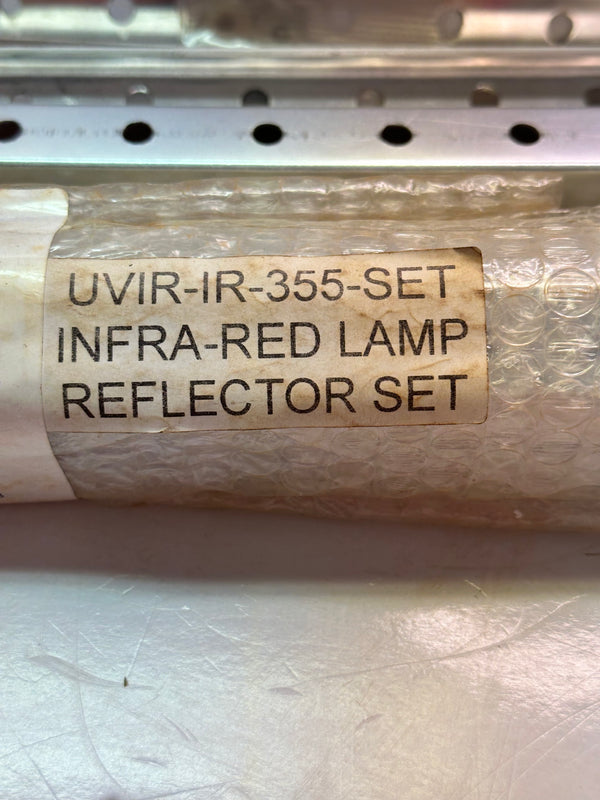 UVIR-IR-355-SET
INFRA-RED LAMP
REFLECTOR SET